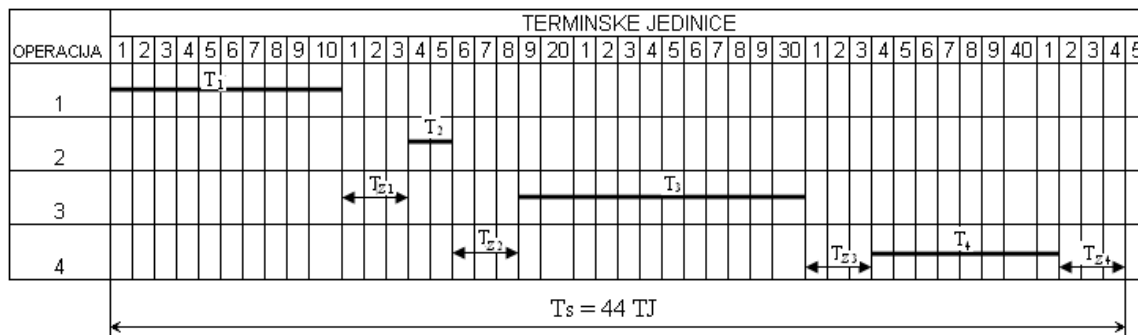 TERMINSKE JEDINICE
OPERACIJA 1 2 3 4 5 6 7 8 9 10 1 2 3 4 5 6 7 8 9 20 1 2 3 4 5 6 7 8 9 30 1 2 3 4 5 6 7 8 9 40 1 2 3 4 5
T1
1
T2
2
TZ1 T3
3
TZ2 TZ3 T4 TZ4
4
Ts = 44 TJ